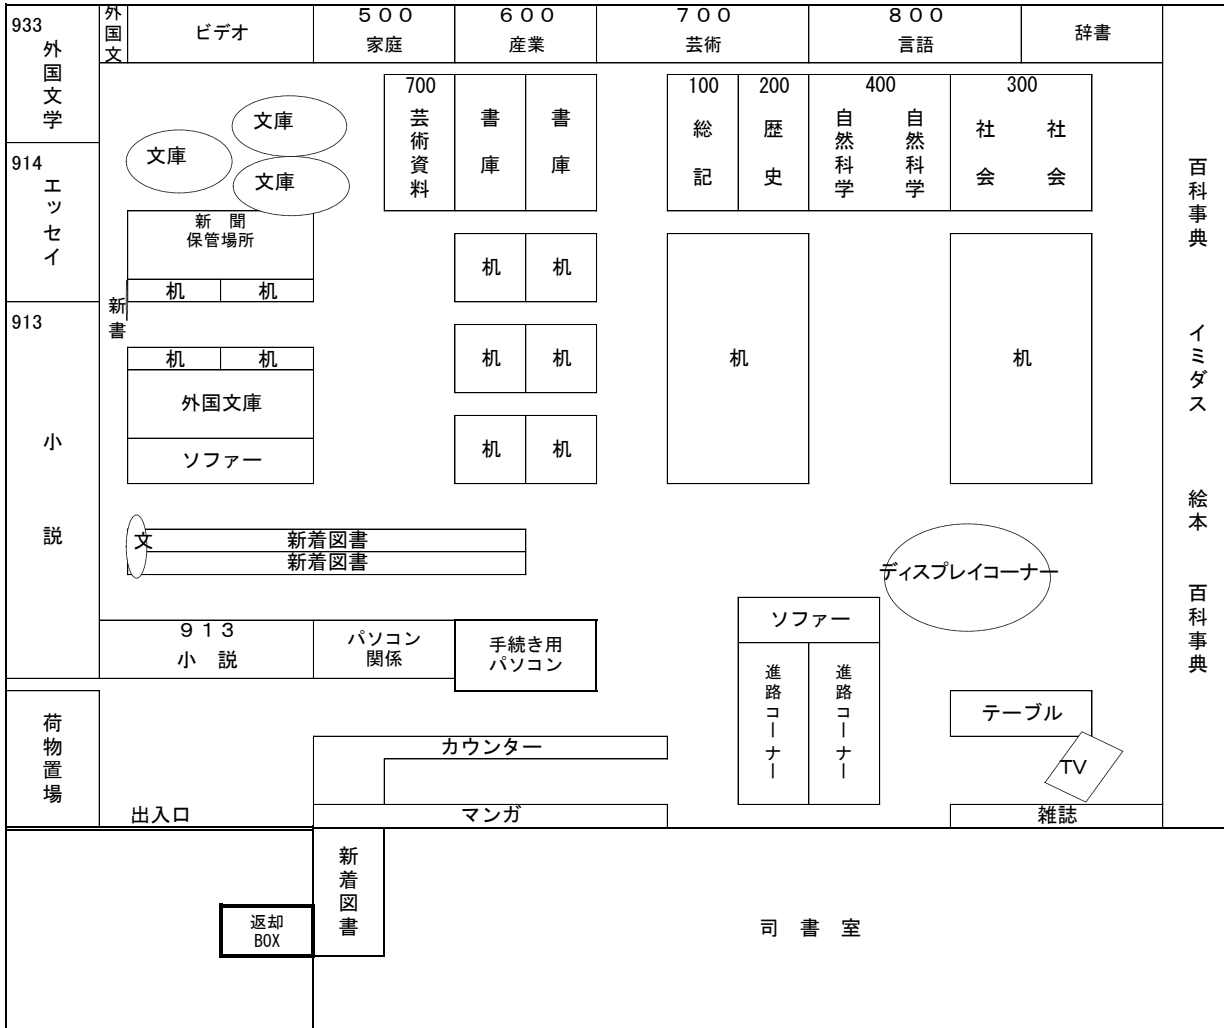 933
外国文学
外国文
ビデオ
５００
家庭
６００
産業
７００
芸術
８００
言語
辞書
914
エッセイ
913
小説
文庫
文庫
文庫
700
芸術資料
書庫
書庫
100
総記
200
歴史
400
自然科学
自然科学
300
社会
社会
百科事典
イミダス
絵本
百科事典
新聞
保管場所
机
机
新書
机
机
外国文庫
ソファー
机
机
机
机
机
机
机
机
文
新着図書
新着図書
ディスプレイコーナー
９１３
小説
パソコン
関係
手続き用
パソコン
ソファー
進路コーナー
進路コーナー
テーブル
TV
荷物置場
カウンター
出入口
マンガ
雑誌
新着図書
返却
BOX
司書室